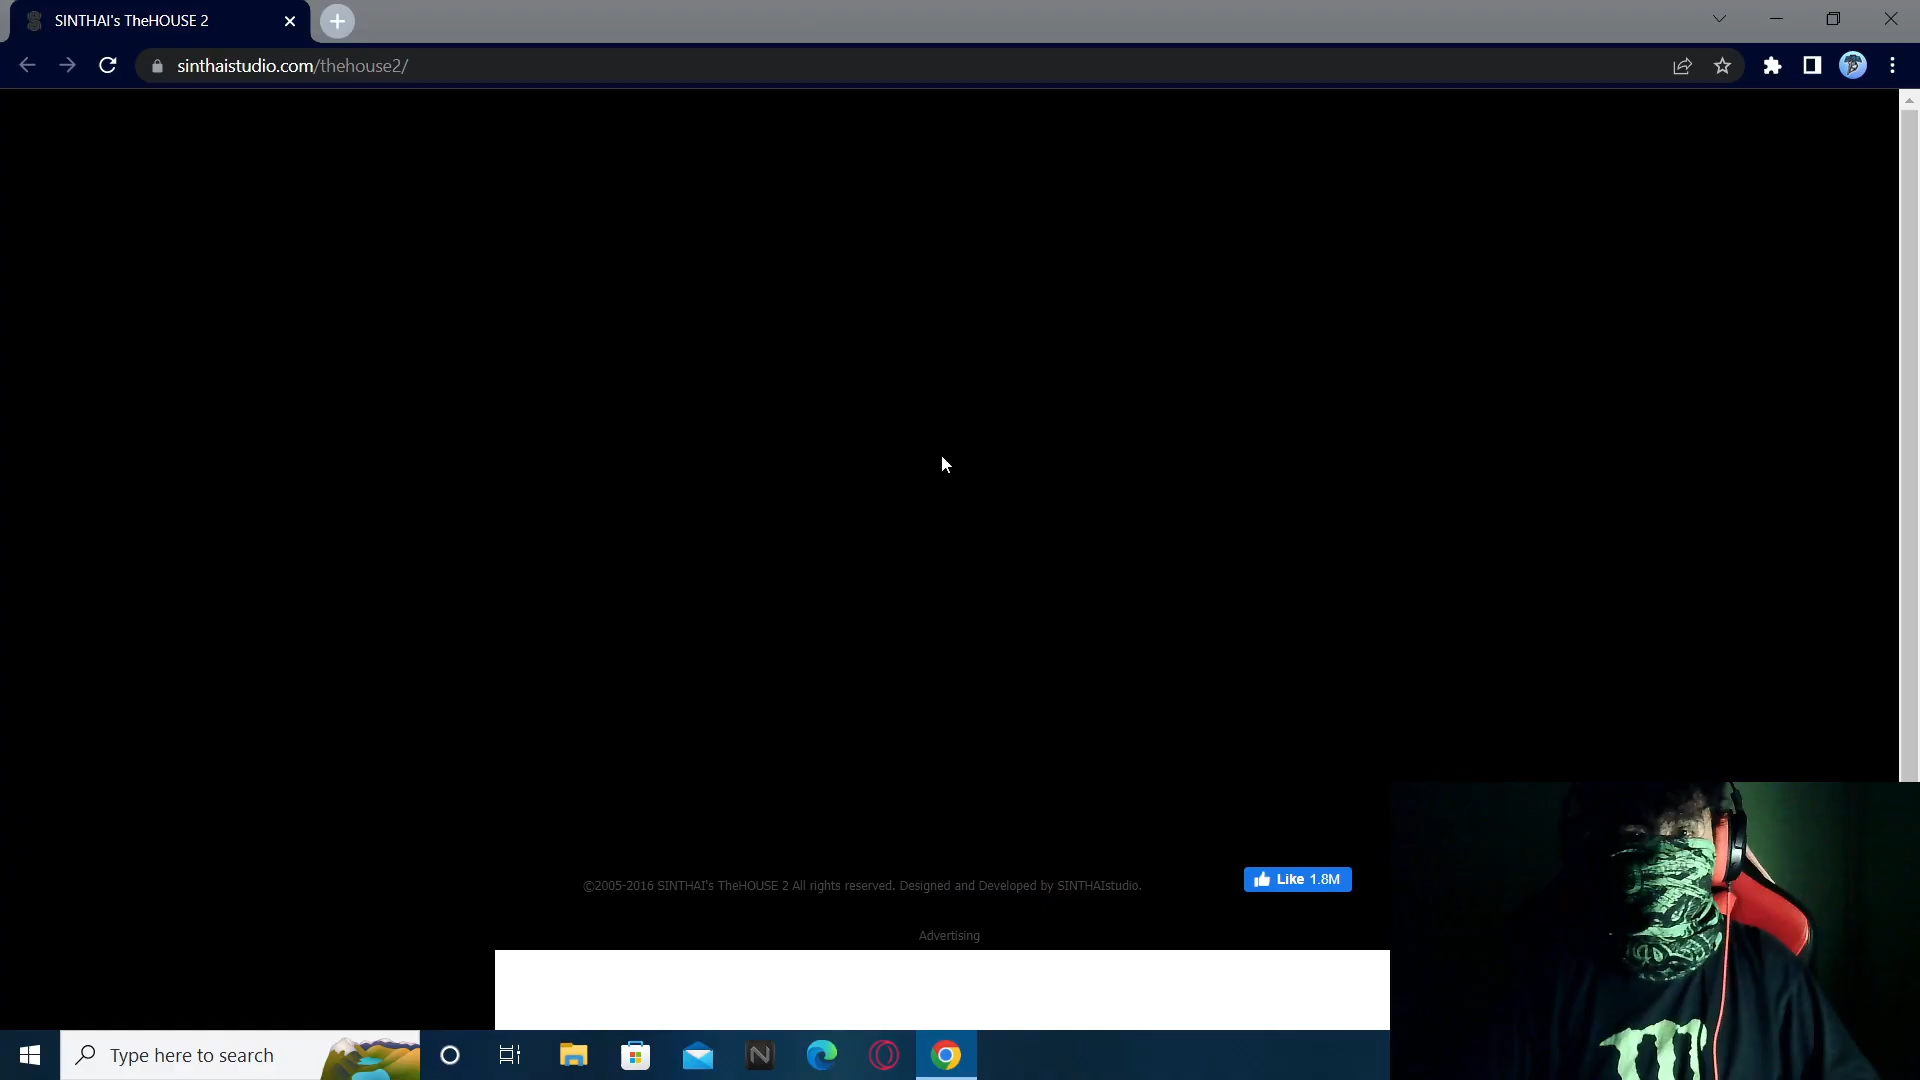 SINTHAI's TheHOUSE 2
sinthaistudio.com/thehouse2/
©2005-2016 SINTHAI's TheHOUSE 2 All rights reserved. Designed and Developed by SINTHAIstudio.
Like 1.8M
Advertising
Type here to search